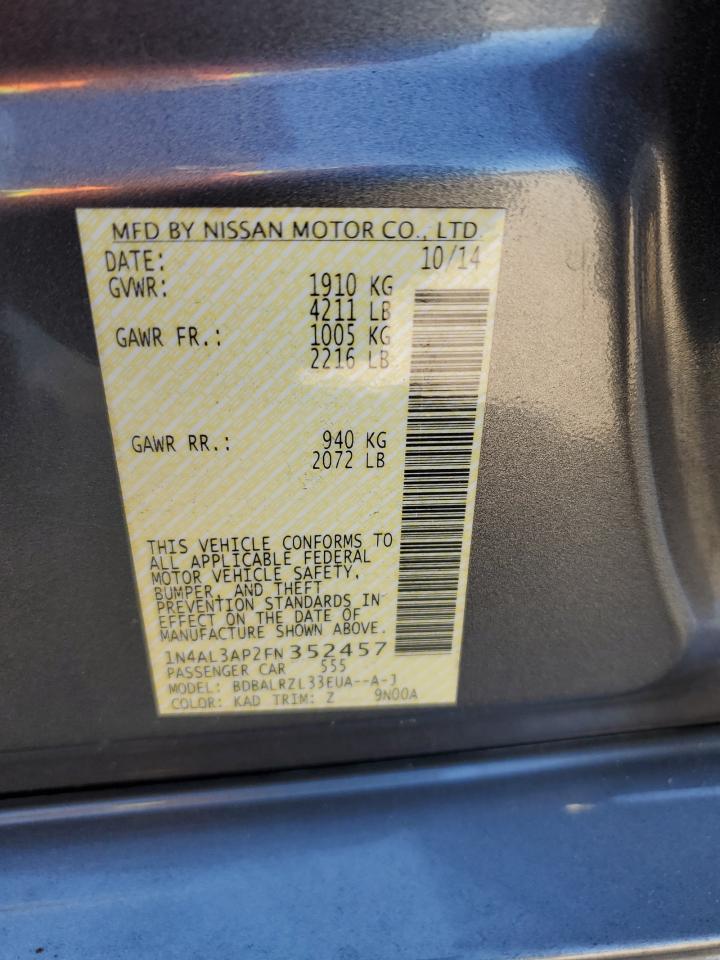 MFD BY NISSAN MOTOR CO., LTD.
DATE: 10/14
GVWR: 1910 KG
4211 LB
GAWR FR.: 1005 KG
2216 LB
GAWR RR.: 940 KG
2072 LB
THIS VEHICLE CONFORMS TO
ALL APPLICABLE FEDERAL
MOTOR VEHICLE SAFETY,
BUMPER, AND THEFT
PREVENTION STANDARDS IN
EFFECT ON THE DATE OF
MANUFACTURE SHOWN ABOVE.
1N4AL3AP2FN352457
PASSENGER CAR 555
MODEL: BDBALRZL33EUA--A-J
COLOR: KAD TRIM: Z 9N00A